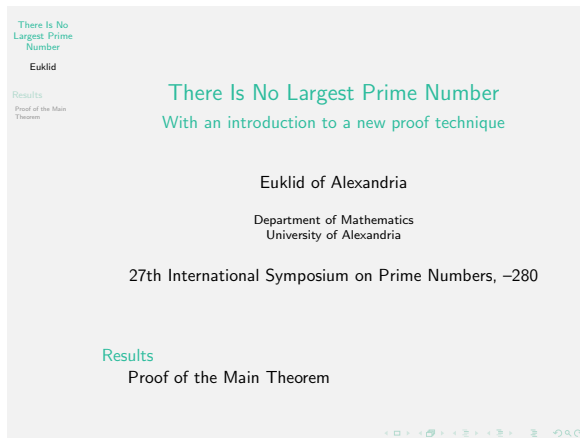 There Is No
Largest Prime
Number
Euklid
Results
Proof of the Main
Theorem
There Is No Largest Prime Number
With an introduction to a new proof technique
Euklid of Alexandria
Department of Mathematics
University of Alexandria
27th International Symposium on Prime Numbers, –280
Results
Proof of the Main Theorem